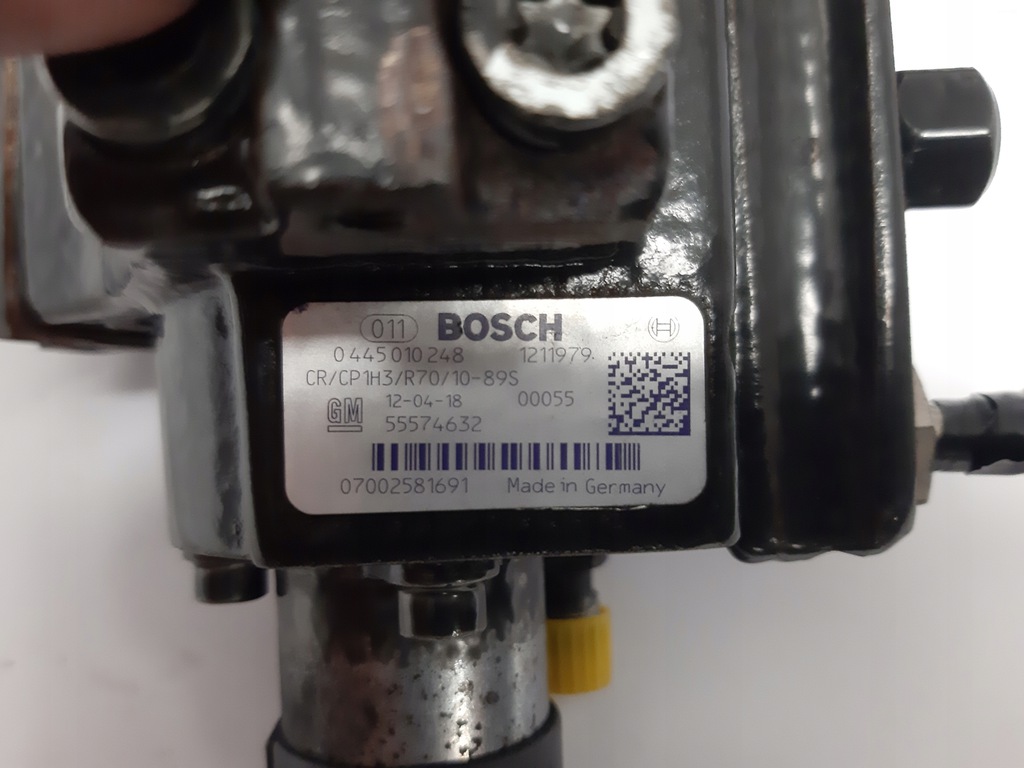 011 BOSCH
0 445 010 248 1211979
CR/CP1H3/R70/10-89S
GM 12-04-18 00055
55574632
07002581691 Made in Germany